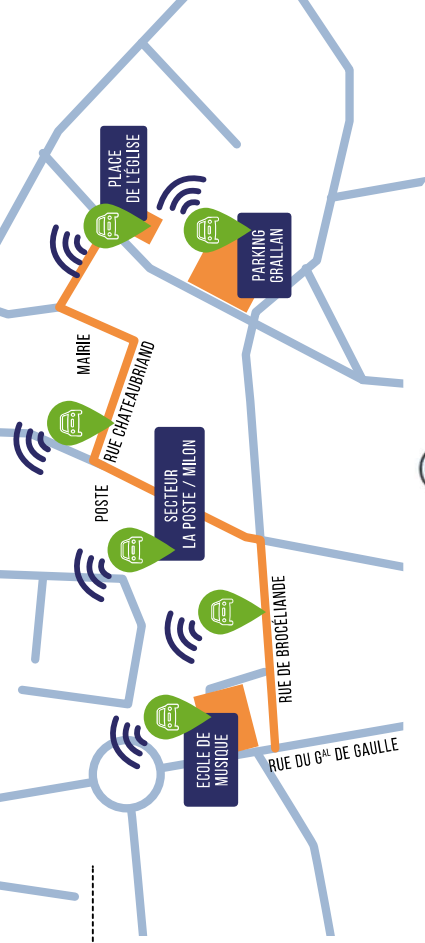 PLACE
DE L'ÉGLISE
PARKING
GRALLAN
MAIRIE
RUE CHATEAUBRIAND
POSTE
SECTEUR
LA POSTE / MILON
RUE DE BROCÉLIANDE
ECOLE DE
MUSIQUE
RUE DU GAL DE GAULLE